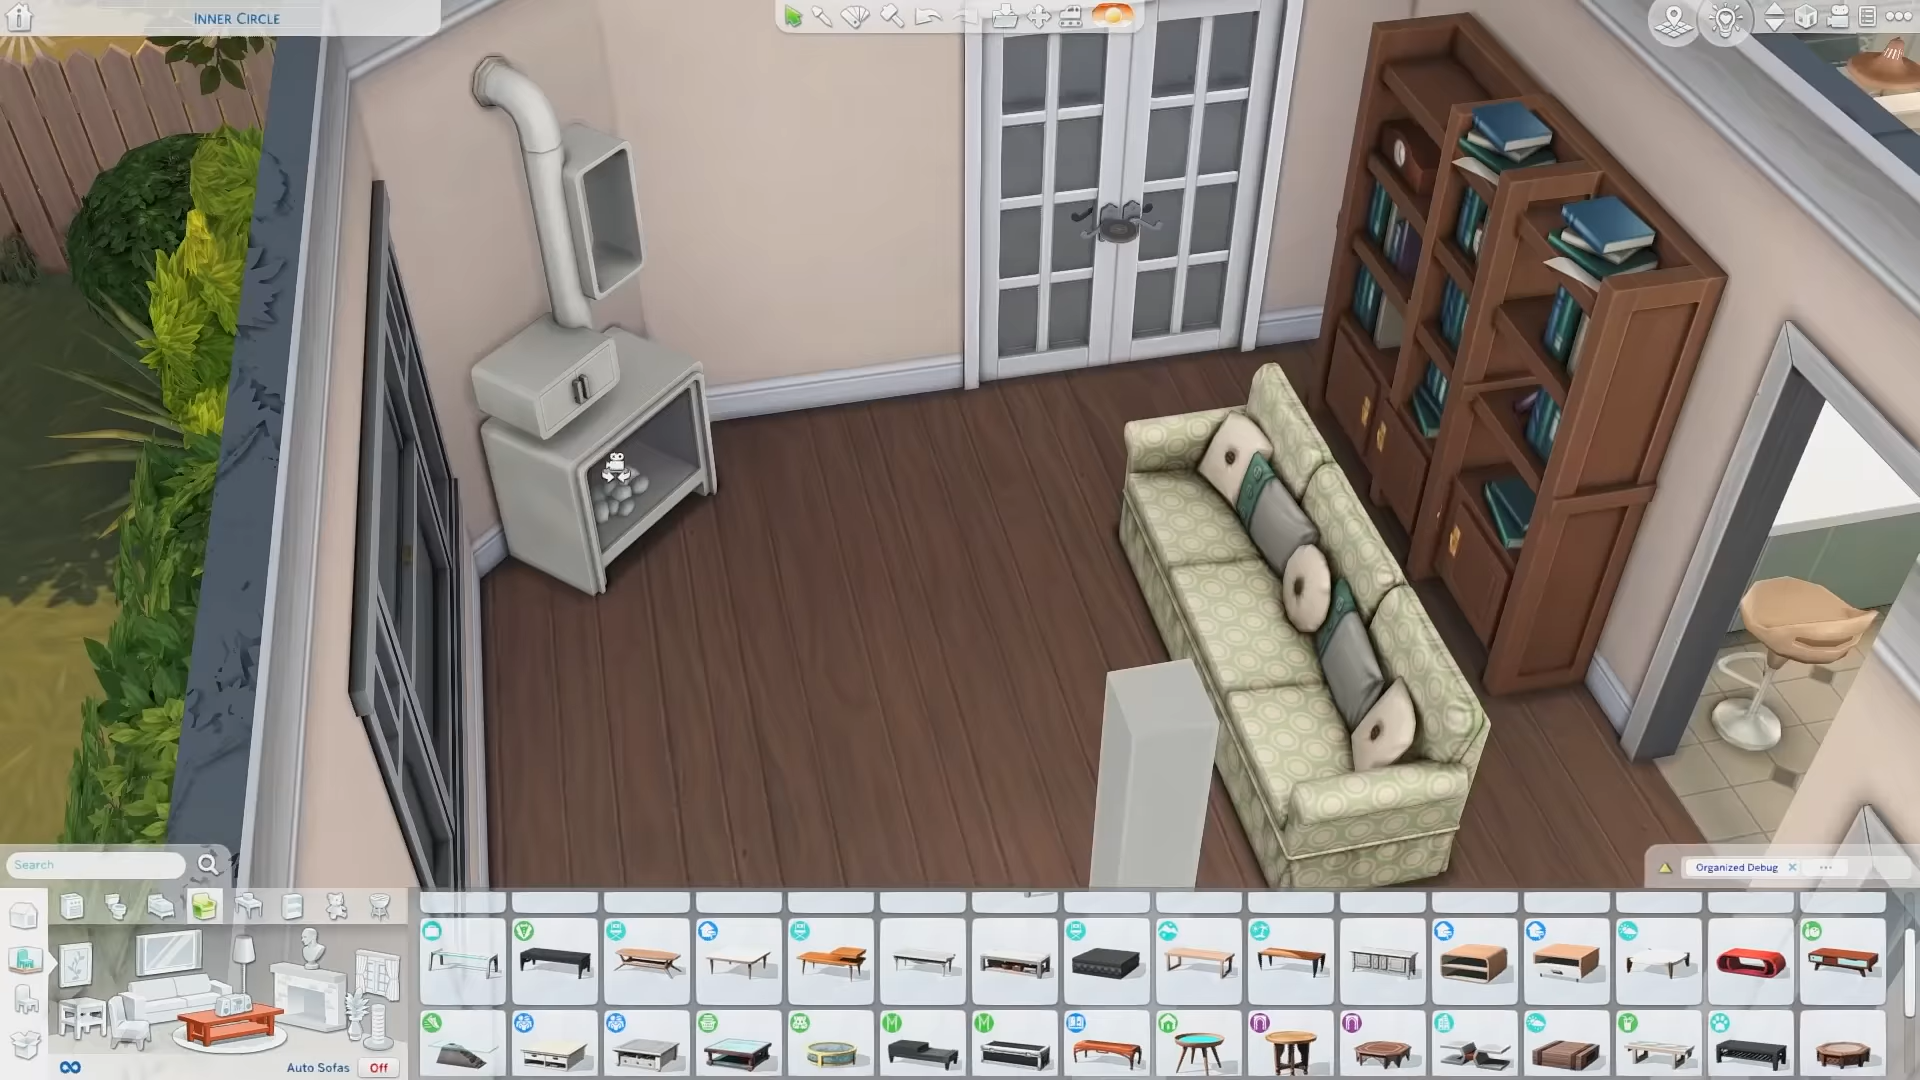 INNER CIRCLE
Search
Organized Debug
Auto Sofas
Off